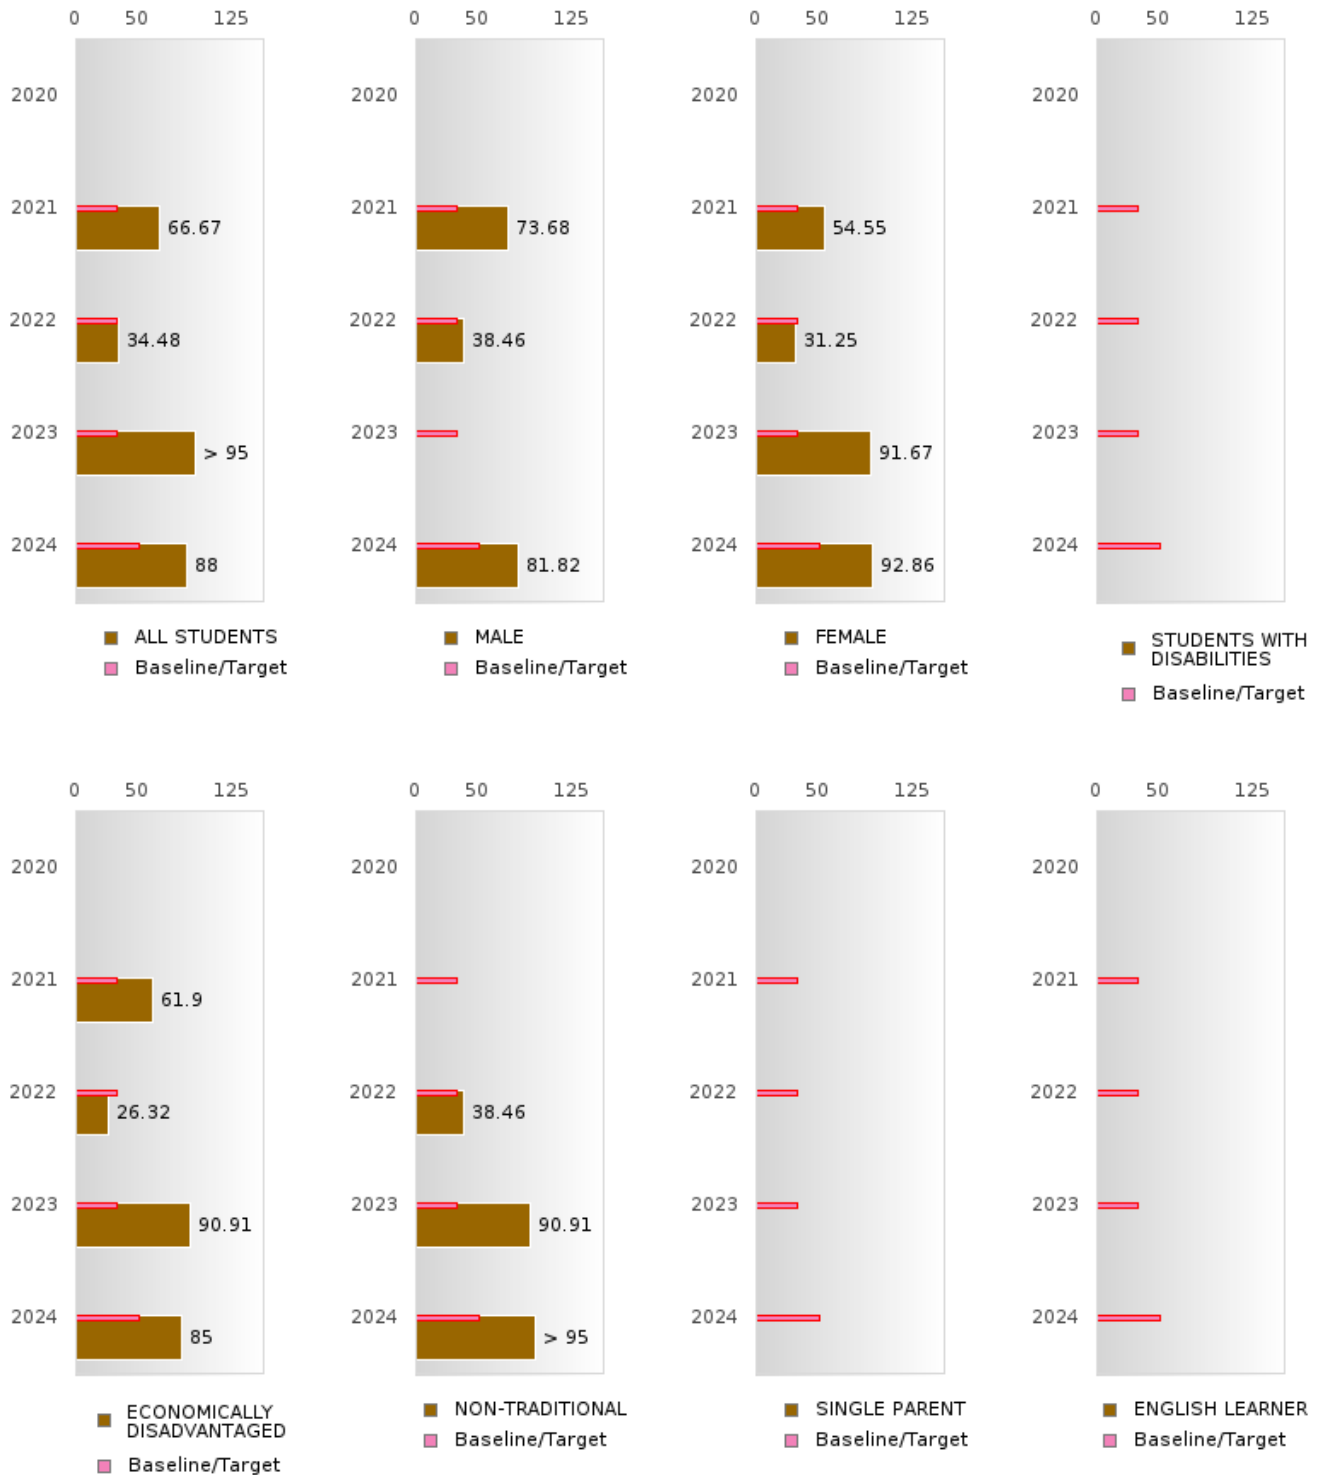 0 50 125
2020
2021 66.67
2022 34.48
2023 > 95
2024 88
ALL STUDENTS
Baseline/Target
0 50 125
2020
2021 73.68
2022 38.46
2023
2024 81.82
MALE
Baseline/Target
0 50 125
2020
2021 54.55
2022 31.25
2023 91.67
2024 92.86
FEMALE
Baseline/Target
0 50 125
2020
2021
2022
2023
2024
STUDENTS WITH
DISABILITIES
Baseline/Target
0 50 125
2020
2021 61.9
2022 26.32
2023 90.91
2024 85
ECONOMICALLY
DISADVANTAGED
Baseline/Target
0 50 125
2020
2021
2022 38.46
2023 90.91
2024 > 95
NON-TRADITIONAL
Baseline/Target
0 50 125
2020
2021
2022
2023
2024
SINGLE PARENT
Baseline/Target
0 50 125
2020
2021
2022
2023
2024
ENGLISH LEARNER
Baseline/Target